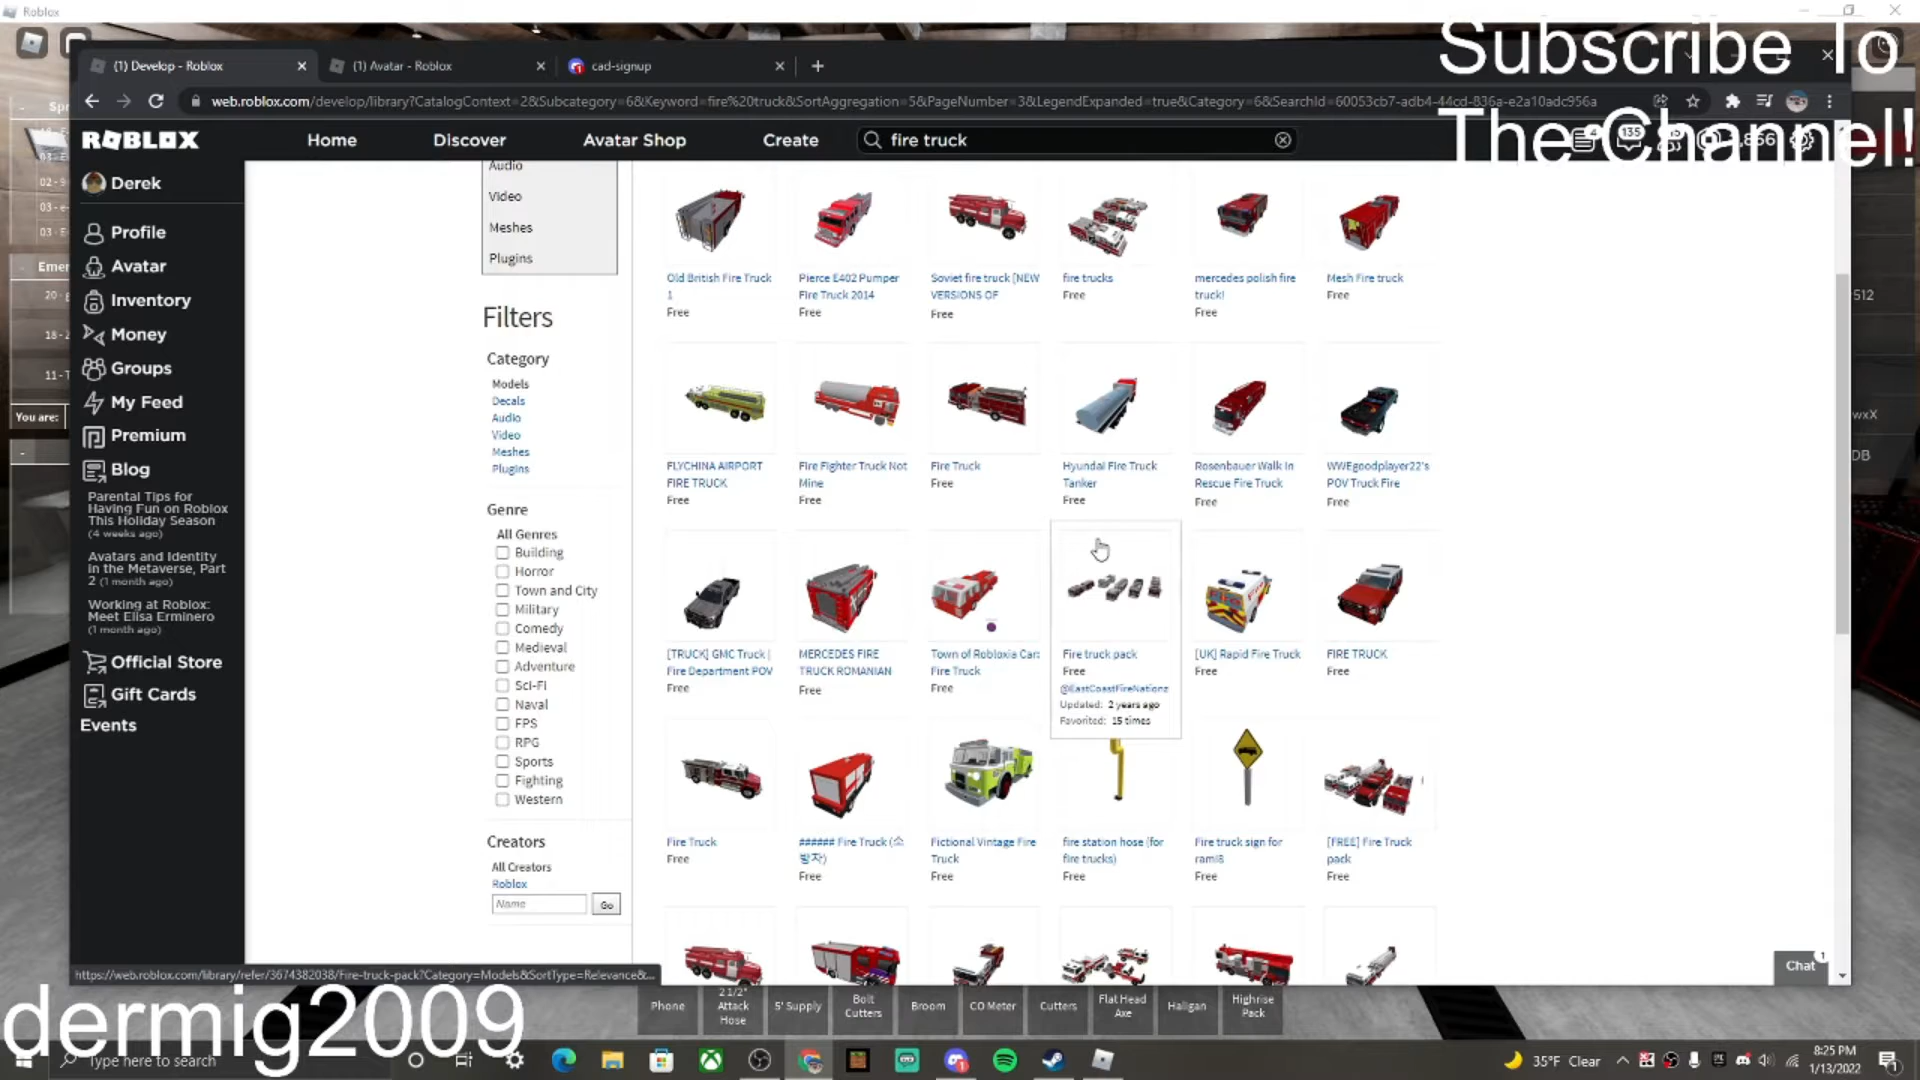 Roblox
Subscribe To
The Channel!
(1) Develop - Roblox
(1) Avatar - Roblox
cad-signup
web.roblox.com/develop/library?CatalogContext=2&Subcategory=6&Keyword=fire%20truck&SortAggregation=5&PageNumber=3&LegendExpanded=true&Category=6&SearchId=60053cb7-adb4-44cd-836a-e2a10adc956a
ROBLOX
Home
Discover
Avatar Shop
Create
fire truck
135
Derek
Profile
Avatar
Inventory
Money
Groups
My Feed
Premium
Blog
Parental Tips for
Having Fun on Roblox
This Holiday Season
(4 weeks ago)
Avatars and Identity
in the Metaverse, Part
2 (1 month ago)
Working at Roblox:
Meet Elisa Erminero
(1 month ago)
Official Store
Gift Cards
Events
You are:
Audio
Video
Meshes
Plugins
Filters
Category
Models
Decals
Audio
Video
Meshes
Plugins
Genre
All Genres
Building
Horror
Town and City
Military
Comedy
Medieval
Adventure
Sci-Fi
Naval
FPS
RPG
Sports
Fighting
Western
Creators
All Creators
Roblox
Name
Go
Old British Fire Truck
1
Free
Pierce E402 Pumper
Fire Truck 2014
Free
Soviet fire truck [NEW
VERSIONS OF
Free
fire trucks
Free
mercedes polish fire
truck!
Free
Mesh Fire truck
Free
FLYCHINA AIRPORT
FIRE TRUCK
Free
Fire Fighter Truck Not
Mine
Free
Fire Truck
Free
Hyundai Fire Truck
Tanker
Free
Rosenbauer Walk In
Rescue Fire Truck
Free
WWEgoodplayer22's
POV Truck Fire
Free
[TRUCK] GMC Truck |
Fire Department POV
Free
MERCEDES FIRE
TRUCK ROMANIAN
Free
Town of Robloxia Car:
Fire Truck
Free
Fire truck pack
Free
@EastCoastFireNationz
Updated: 2 years ago
Favorited: 15 times
[UK] Rapid Fire Truck
Free
FIRE TRUCK
Free
Fire Truck
Free
###### Fire Truck (소
방차)
Free
Fictional Vintage Fire
Truck
Free
fire station hose (for
fire trucks)
Free
Fire truck sign for
rami8
Free
[FREE] Fire Truck
pack
Free
Chat
1
https://web.roblox.com/library/refer/3674382038/Fire-truck-pack?Category=Models&SortType=Relevance&...
dermig2009
Phone
2 1/2"
Attack
Hose
5' Supply
Bolt
Cutters
Broom
CO Meter
Cutters
Flat Head
Axe
Haligan
Highrise
Pack
Type here to search
35°F Clear
8:25 PM
1/13/2022